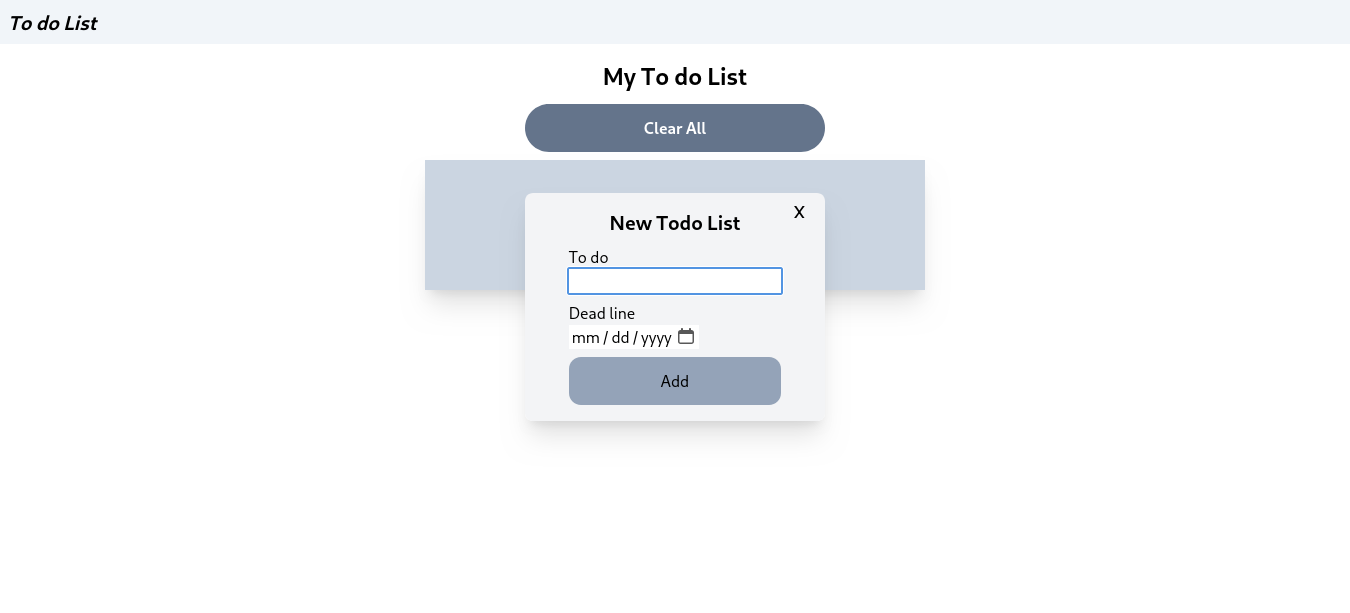 To do List
My To do List
Clear All
X
New Todo List
To do
Dead line
mm / dd / yyyy
Add